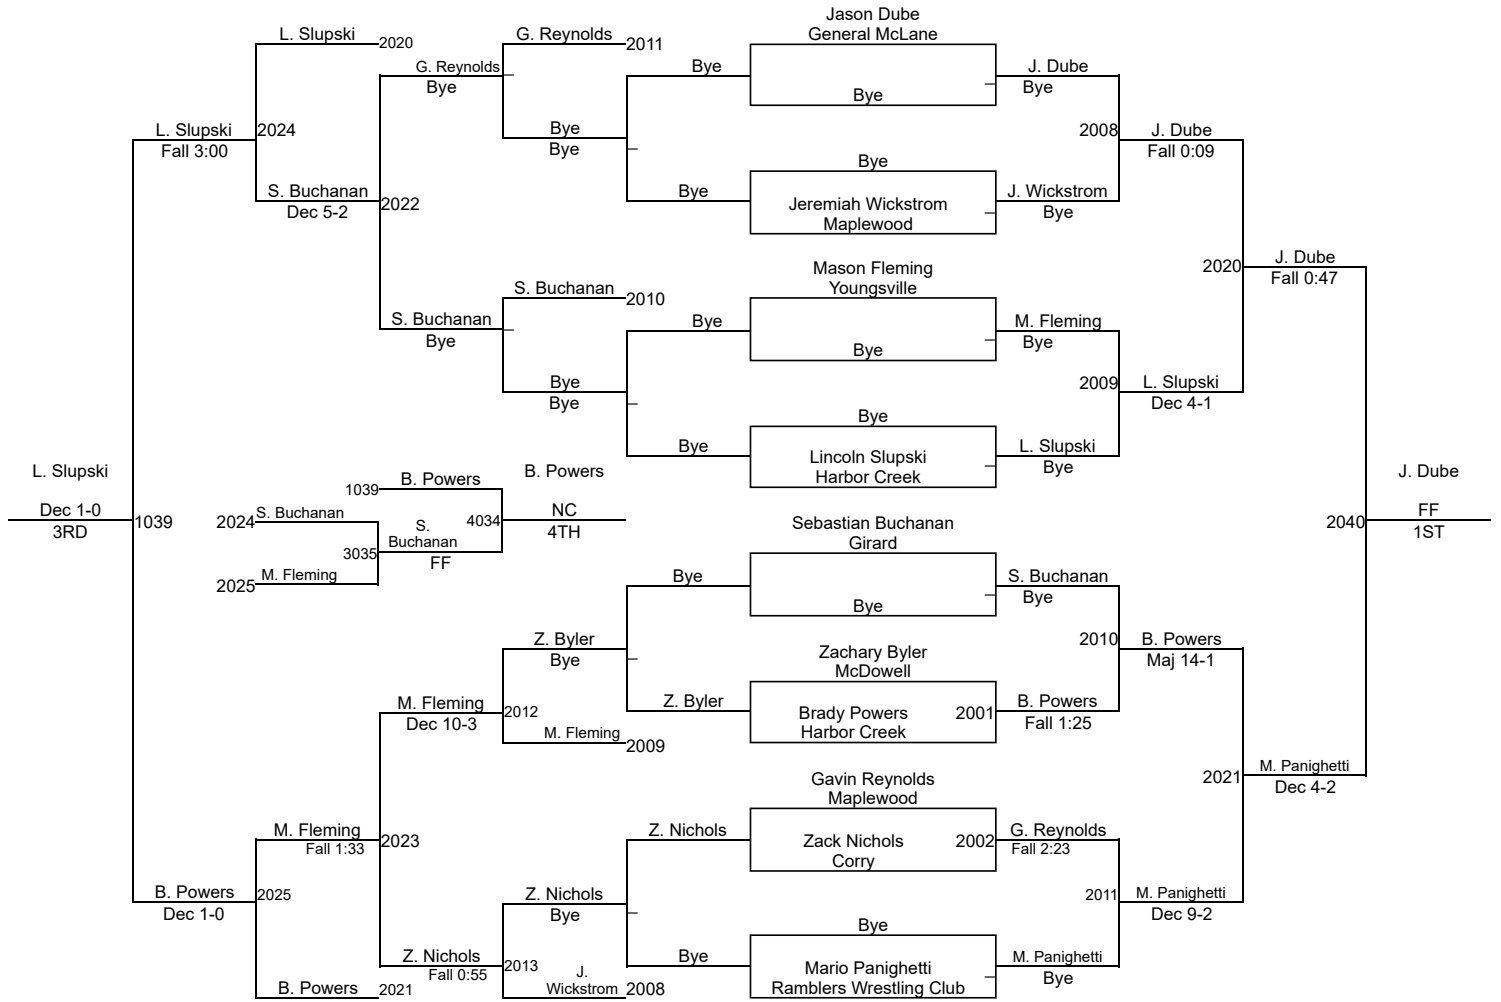 Jason Dube
General McLane
L. Slupski
2020
G. Reynolds
2011
G. Reynolds
Bye
Bye
Bye
J. Dube
Bye
L. Slupski
2024
Fall 3:00
Bye
Bye
2008
J. Dube
Fall 0:09
Bye
S. Buchanan
Dec 5-2
2022
Bye
Jeremiah Wickstrom
Maplewood
J. Wickstrom
Bye
Mason Fleming
Youngsville
2020
J. Dube
Fall 0:47
S. Buchanan
2010
S. Buchanan
Bye
Bye
Bye
M. Fleming
Bye
Bye
Bye
2009
L. Slupski
Dec 4-1
Bye
Bye
Lincoln Slupski
Harbor Creek
L. Slupski
Bye
L. Slupski
Dec 1-0
3RD
1039
1039
B. Powers
B. Powers
2024
S. Buchanan
4034
NC
4TH
3035
S.
Buchanan
FF
2025
M. Fleming
J. Dube
2040
FF
1ST
Sebastian Buchanan
Girard
Bye
Bye
S. Buchanan
Bye
Z. Byler
Bye
2010
B. Powers
Maj 14-1
Zachary Byler
McDowell
M. Fleming
Dec 10-3
2012
Z. Byler
Brady Powers
Harbor Creek
2001
B. Powers
Fall 1:25
M. Fleming
2009
2021
M. Panighetti
Dec 4-2
Gavin Reynolds
Maplewood
M. Fleming
Fall 1:33
2023
Z. Nichols
Zack Nichols
Corry
2002
G. Reynolds
Fall 2:23
B. Powers
Dec 1-0
2025
Z. Nichols
Bye
2011
M. Panighetti
Dec 9-2
Bye
Z. Nichols
Fall 0:55
2013
Bye
Mario Panighetti
Ramblers Wrestling Club
M. Panighetti
Bye
B. Powers
2021
J.
Wickstrom
2008